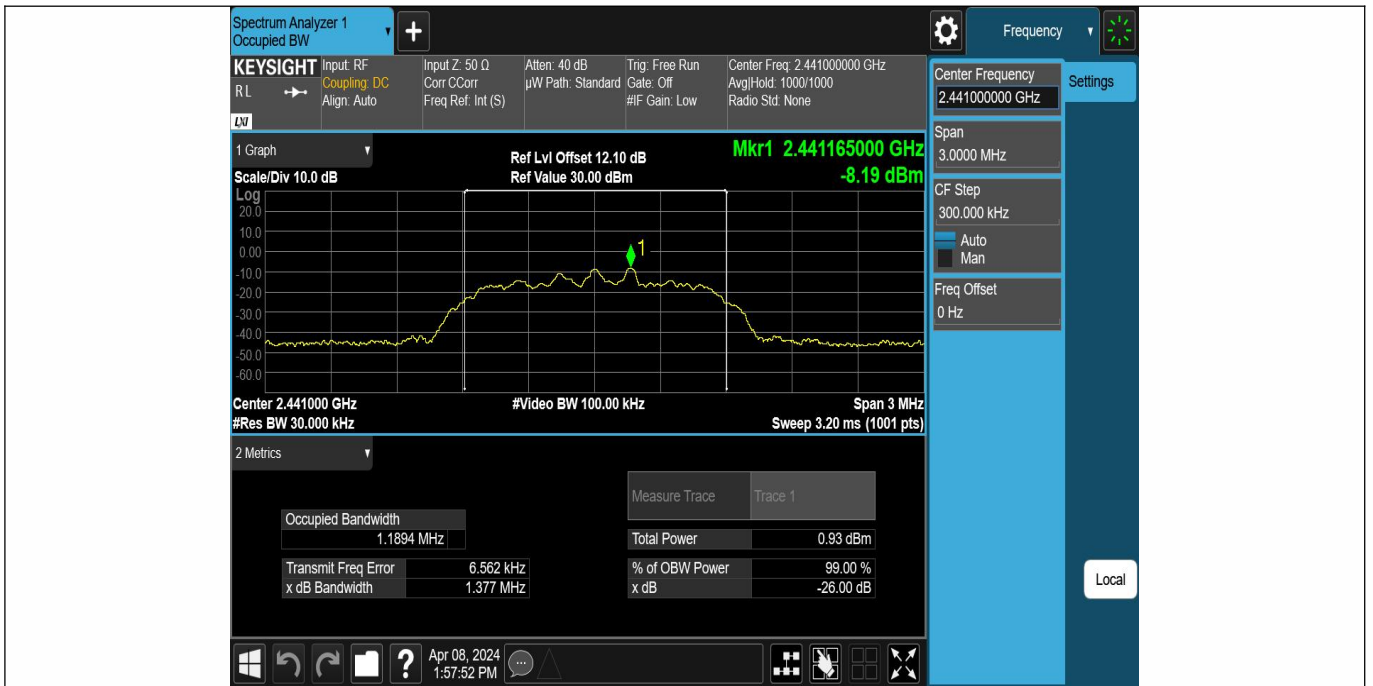 Spectrum Analyzer 1
Occupied BW
+
Frequency
KEYSIGHT
RL
LXI
Input: RF
Coupling: DC
Align: Auto
Input Z: 50 Ω
Corr CCorr
Freq Ref: Int (S)
Atten: 40 dB
µW Path: Standard
Trig: Free Run
Gate: Off
#IF Gain: Low
Center Freq: 2.441000000 GHz
Avg|Hold: 1000/1000
Radio Std: None
Center Frequency
2.441000000 GHz
Settings
Span
3.0000 MHz
CF Step
300.000 kHz
Auto
Man
Freq Offset
0 Hz
Local
1 Graph
Scale/Div 10.0 dB
Ref Lvl Offset 12.10 dB
Ref Value 30.00 dBm
Mkr1 2.441165000 GHz
-8.19 dBm
Log
20.0
10.0
0.00
-10.0
-20.0
-30.0
-40.0
-50.0
-60.0
1
Center 2.441000 GHz
#Res BW 30.000 kHz
#Video BW 100.00 kHz
Span 3 MHz
Sweep 3.20 ms (1001 pts)
2 Metrics
Measure Trace Trace 1
Occupied Bandwidth
1.1894 MHz
Total Power 0.93 dBm
Transmit Freq Error 6.562 kHz
% of OBW Power 99.00 %
x dB Bandwidth 1.377 MHz
x dB -26.00 dB
?
Apr 08, 2024
1:57:52 PM